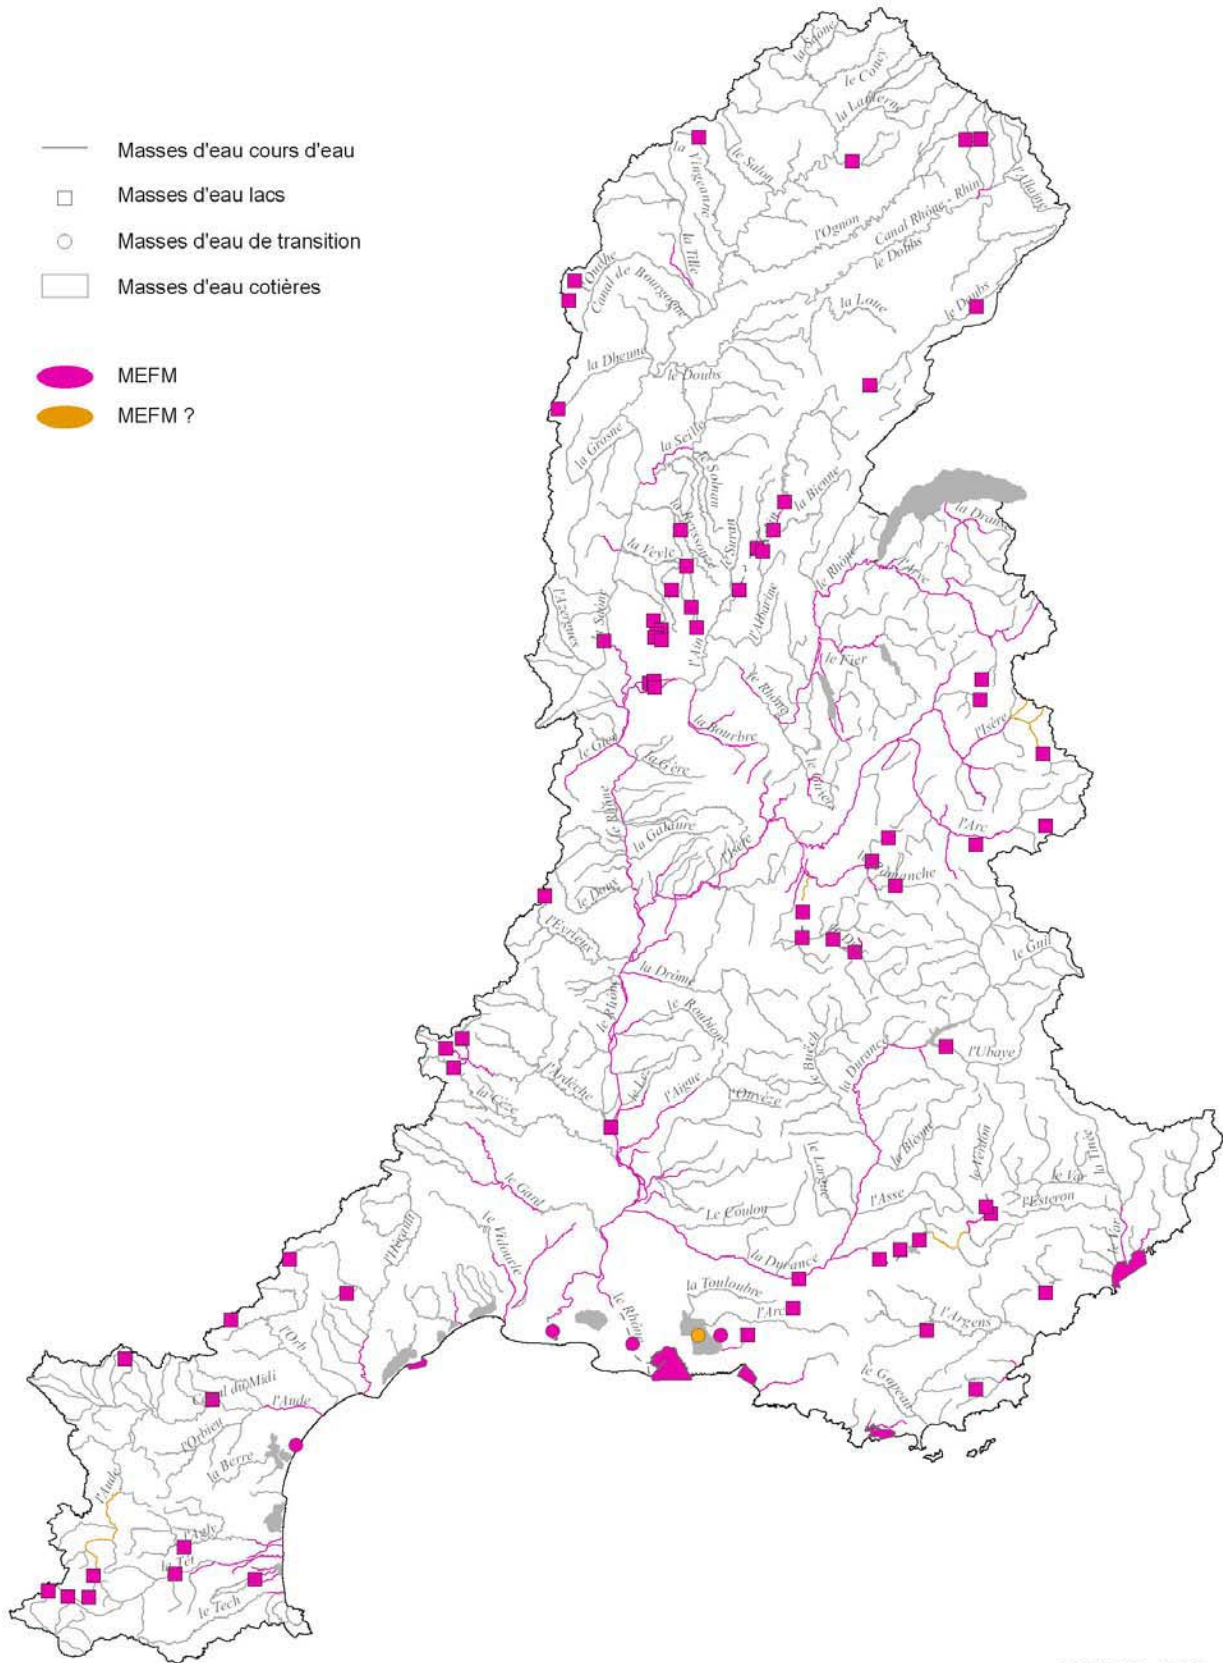 Masses d'eau cours d'eau
Masses d'eau lacs
Masses d'eau de transition
Masses d'eau cotières
MEFM
MEFM ?
la Saône
le Coney
la Lanterne
la Vingeanne
le Salon
l'Allaing
l'Ognon
Canal Rhône - Rhin
le Doubs
la Tille
l'Ouche
Canal de Bourgogne
la Loue
le Doubs
la Dheune
le Doubs
la Grosne
la Seille
le Solnan
la Bienne
la Reyssouze
le Suran
la Veyle
la Dranse
le Rhône
l'Arve
l'Azergues
la Saône
l'Albarine
l'Ain
le Fier
le Rhône
la Bourbre
l'Isère
le Gier
la Gère
le Rhône
la Galaure
l'Isère
l'Arc
la Romanche
le Doux
l'Eyrieux
le Drac
le Guil
la Drôme
le Rhône
le Roubion
le Buëch
la Durance
l'Ubaye
l'Ardèche
le Lez
l'Aigue
Ouvèze
la Cèze
la Bléone
le Verdon
la Tinée
le Gard
le Var
l'Esteron
l'Asse
Le Coulon
l'Hérault
le Vidourle
le Var
la Durance
la Touloubre
le Rhône
l'Arc
l'Argens
l'Orb
Canal du Midi
l'Aude
le Gapeau
l'Orbieu
la Berre
l'Aude
l'Agly
la Têt
le Tech